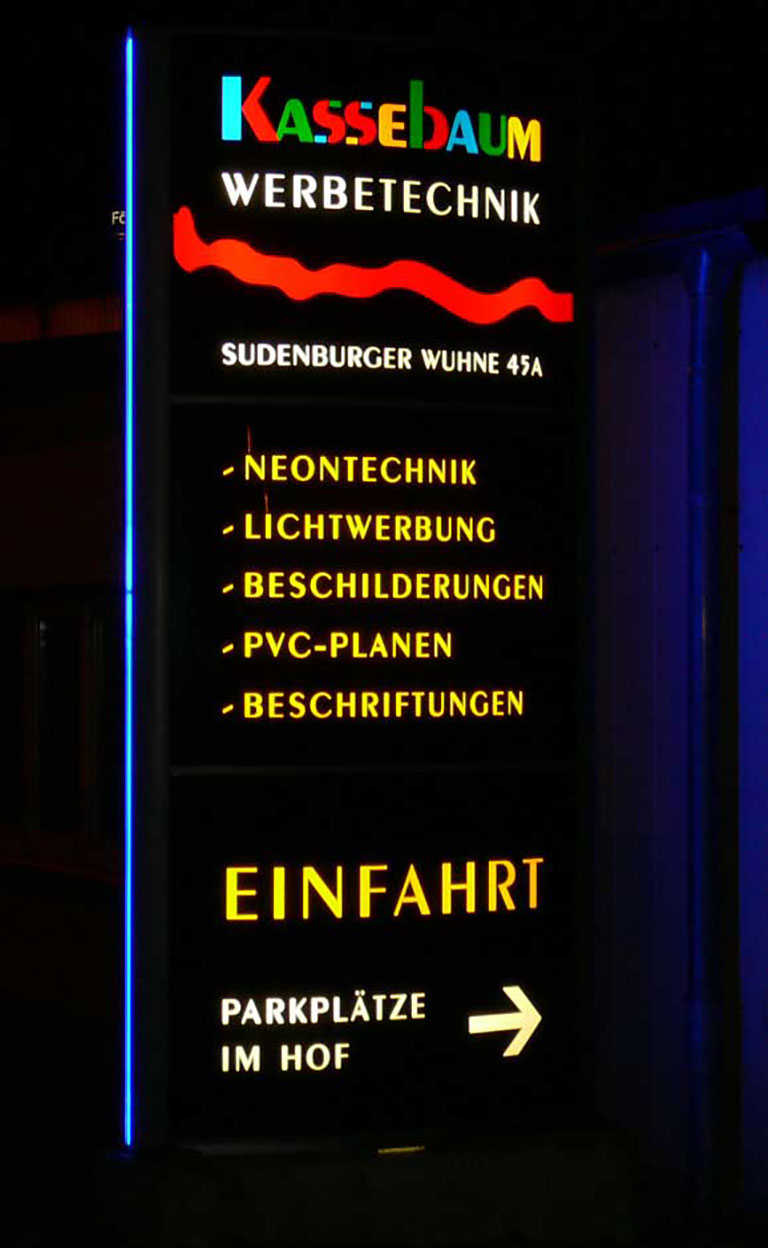 KASSEbAUM
WERBETECHNIK
SUDENBURGER WUHNE 45A
- NEONTECHNIK
- LICHTWERBUNG
- BESCHILDERUNGEN
- PVC-PLANEN
- BESCHRIFTUNGEN
EINFAHRT
PARKPLÄTZE
IM HOF